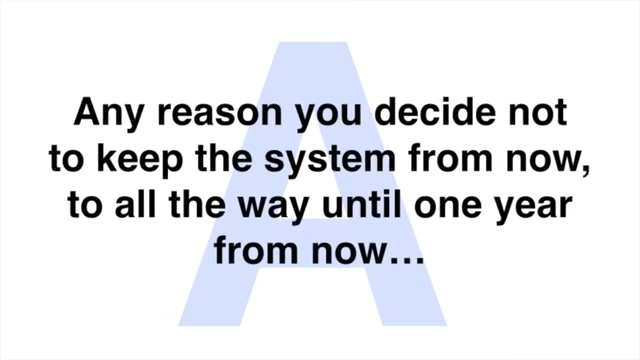 A
Any reason you decide not
to keep the system from now,
to all the way until one year
from now…